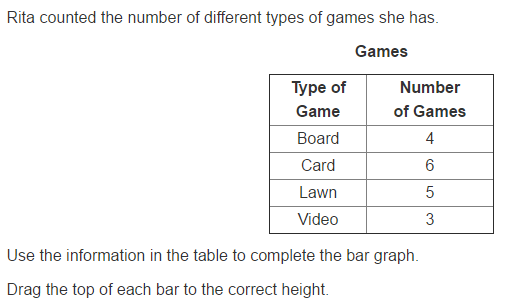 Rita counted the number of different types of games she has.
Games
Type of Game Number of Games
Board 4
Card 6
Lawn 5
Video 3
Use the information in the table to complete the bar graph.
Drag the top of each bar to the correct height.